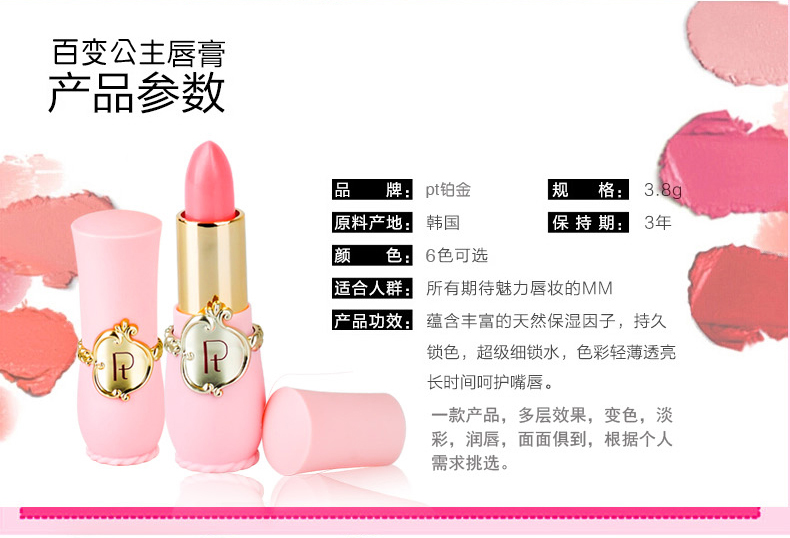 百变公主唇膏
产品参数
品 牌： pt铂金 规 格： 3.8g
原料产地： 韩国 保 持 期： 3年
颜 色： 6色可选
适合人群： 所有期待魅力唇妆的MM
产品功效： 蕴含丰富的天然保湿因子，持久
锁色，超级细锁水，色彩轻薄透亮
长时间呵护嘴唇。
一款产品，多层效果，变色，淡
彩，润唇，面面俱到，根据个人
需求挑选。
Pt
Pt